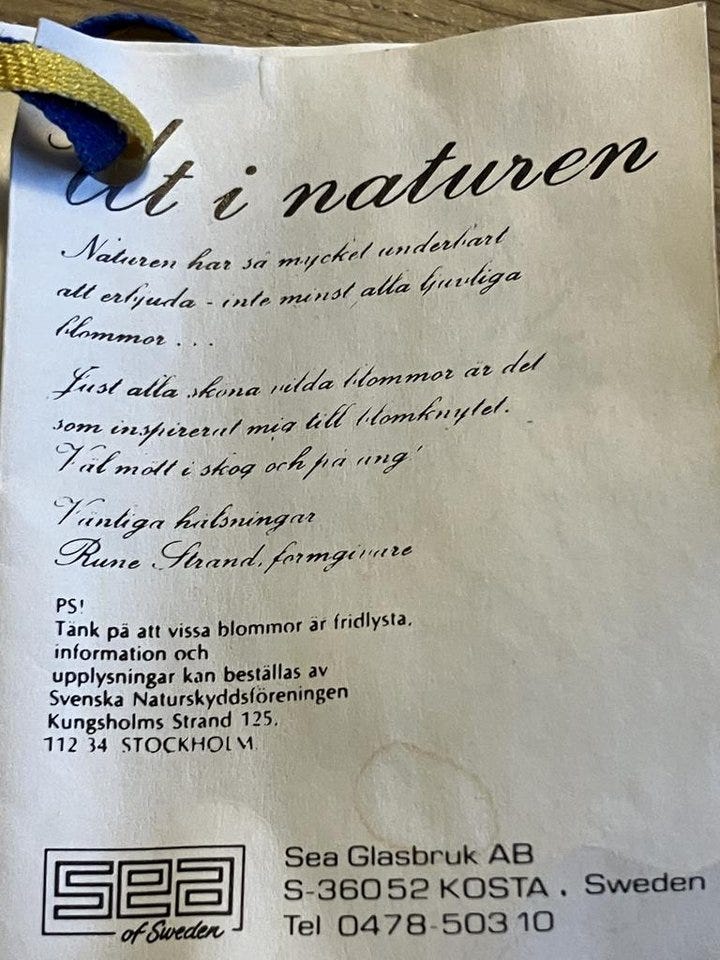 Ut i naturen
Naturen har så mycket underbart
att erbjuda - inte minst alla ljuvliga
blommor . . .
Just alla sköna vilda blommor är det
som inspirerat mig till blomknytet.
Väl mött i skog och på äng!
Vänliga hälsningar
Rune Strand, formgivare
PS!
Tänk på att vissa blommor är fridlysta,
information och
upplysningar kan beställas av
Svenska Naturskyddsföreningen
Kungsholms Strand 125,
112 34 STOCKHOLM
sea
of Sweden
Sea Glasbruk AB
S-360 52 KOSTA . Sweden
Tel 0478-503 10